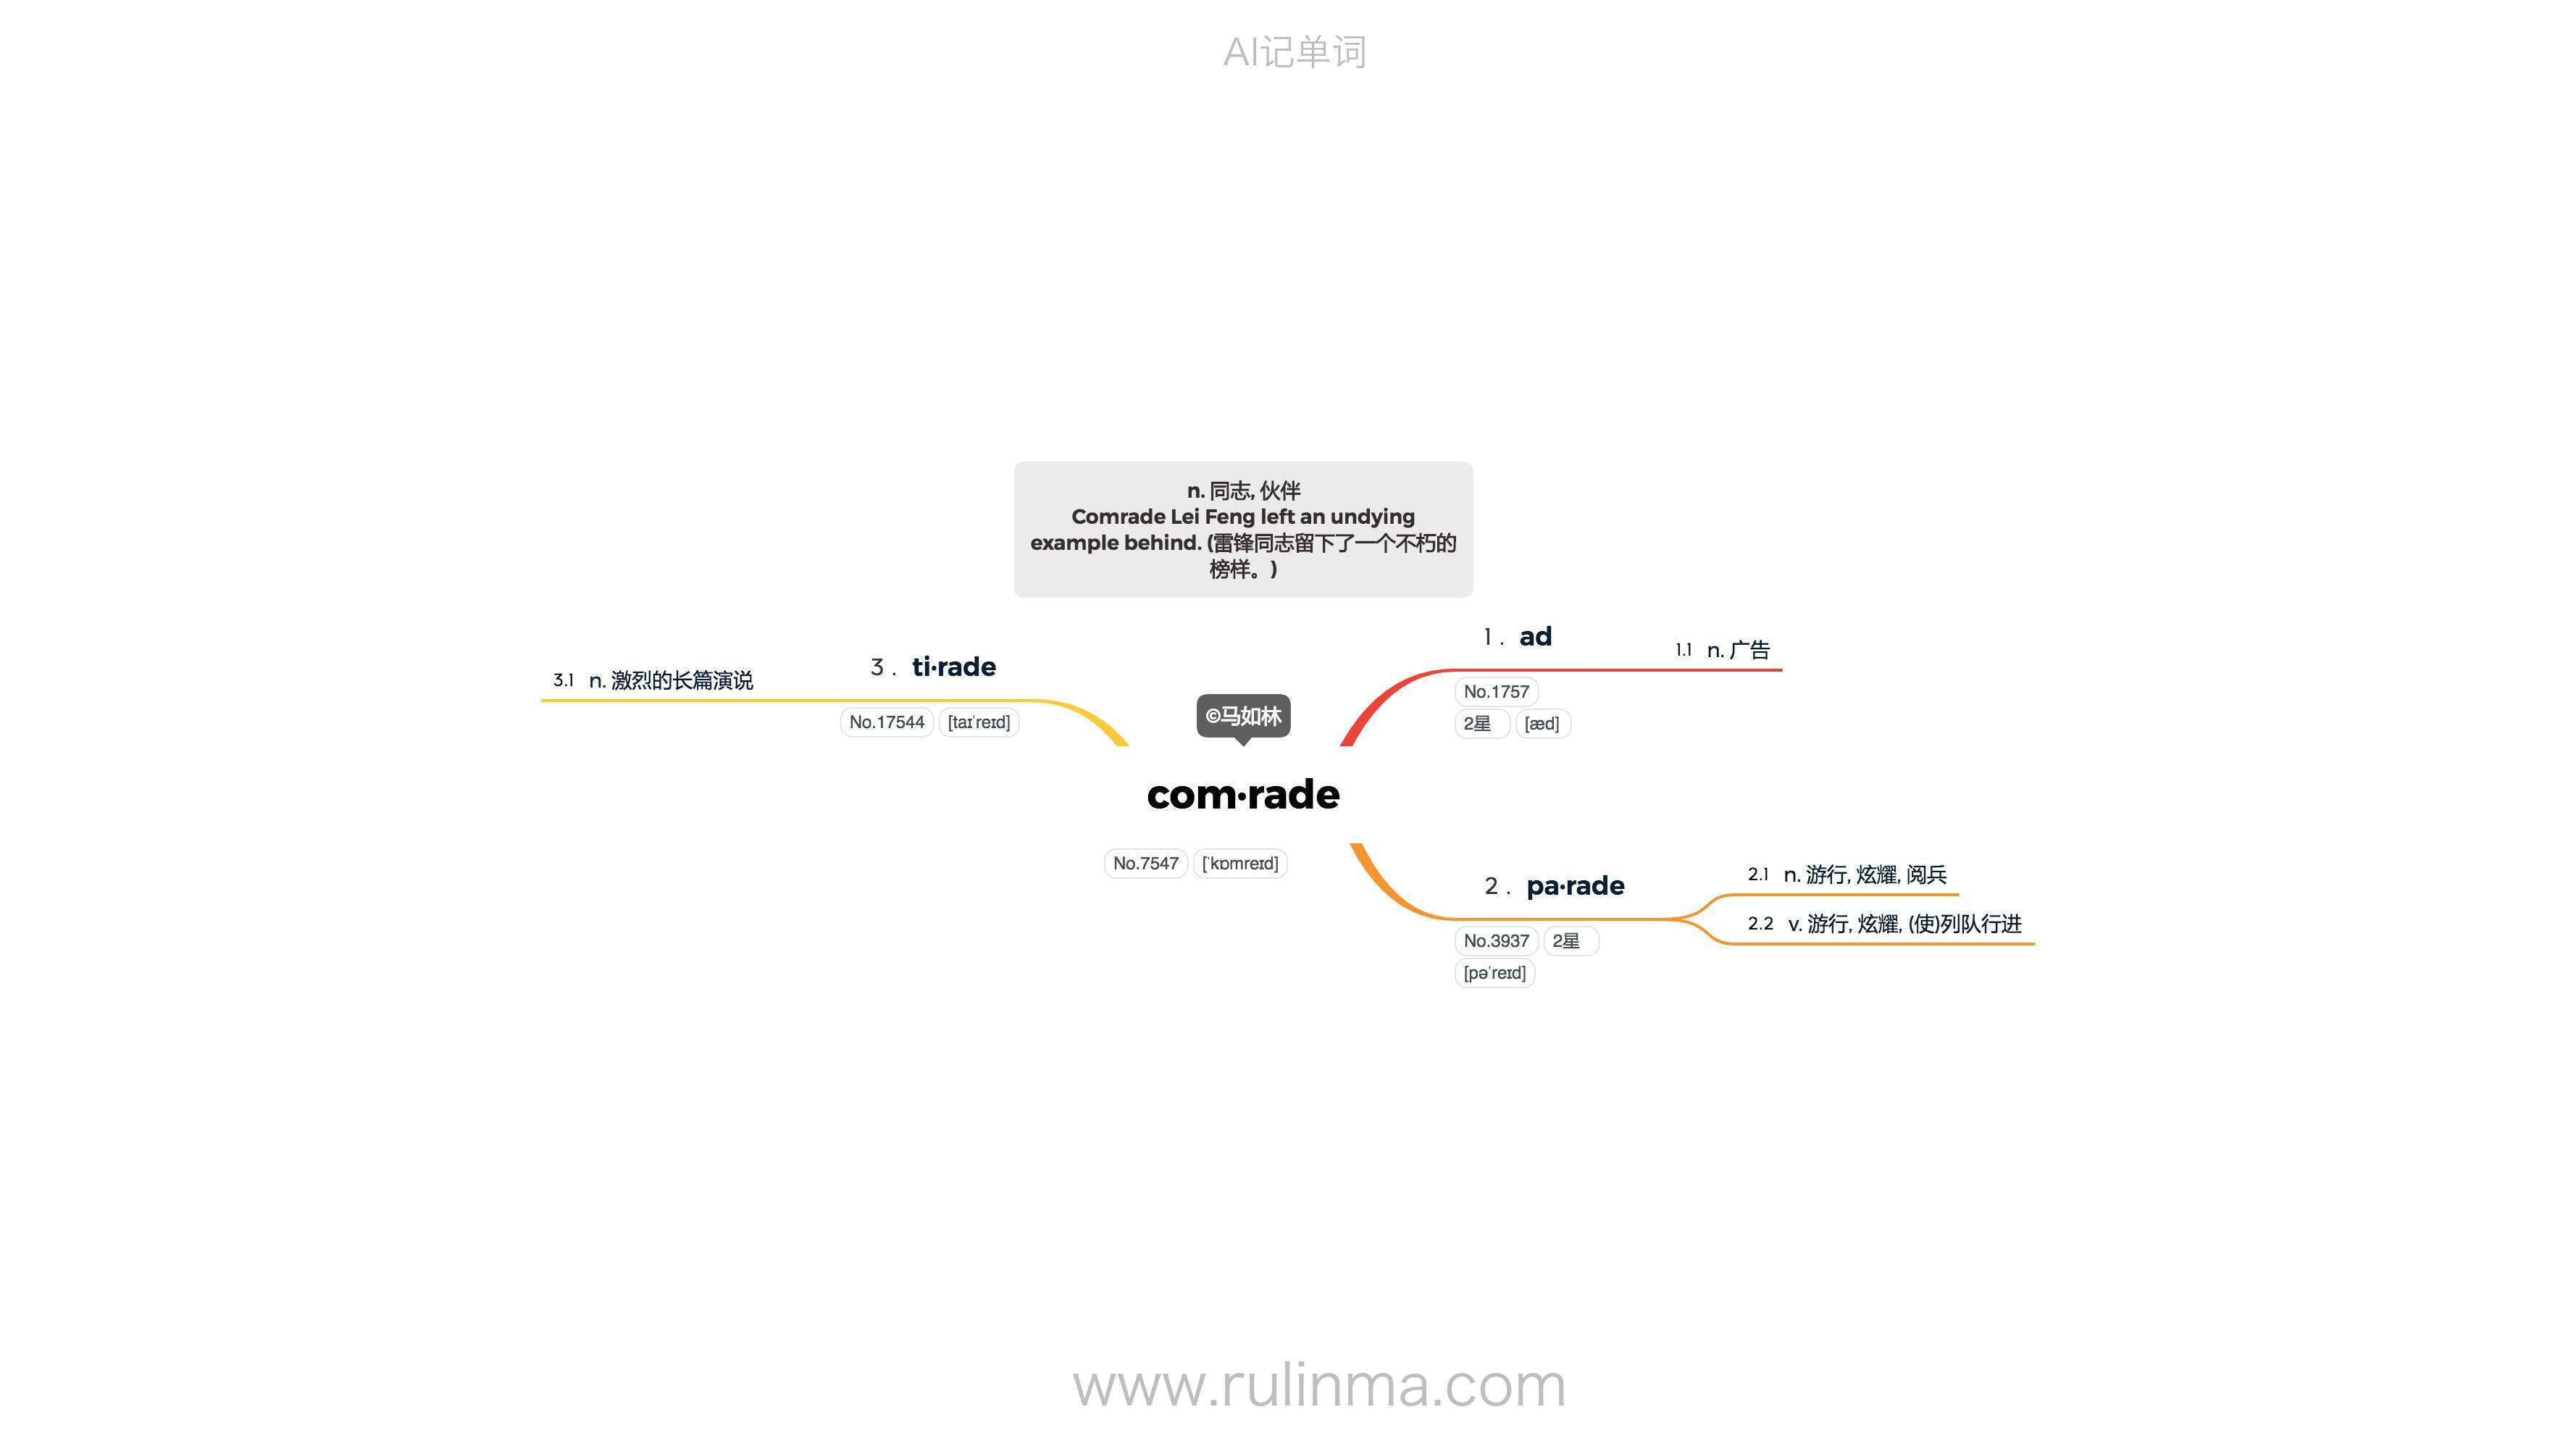 AI记单词
n. 同志, 伙伴
Comrade Lei Feng left an undying
example behind. (雷锋同志留下了一个不朽的
榜样。)
©马如林
com·rade
No.7547 [ˈkɒmreɪd]
1 . ad
No.1757
2星 [æd]
1.1 n. 广告
2 . pa·rade
No.3937 2星
[pəˈreɪd]
2.1 n. 游行, 炫耀, 阅兵
2.2 v. 游行, 炫耀, (使)列队行进
3 . ti·rade
No.17544 [taɪˈreɪd]
3.1 n. 激烈的长篇演说
www.rulinma.com